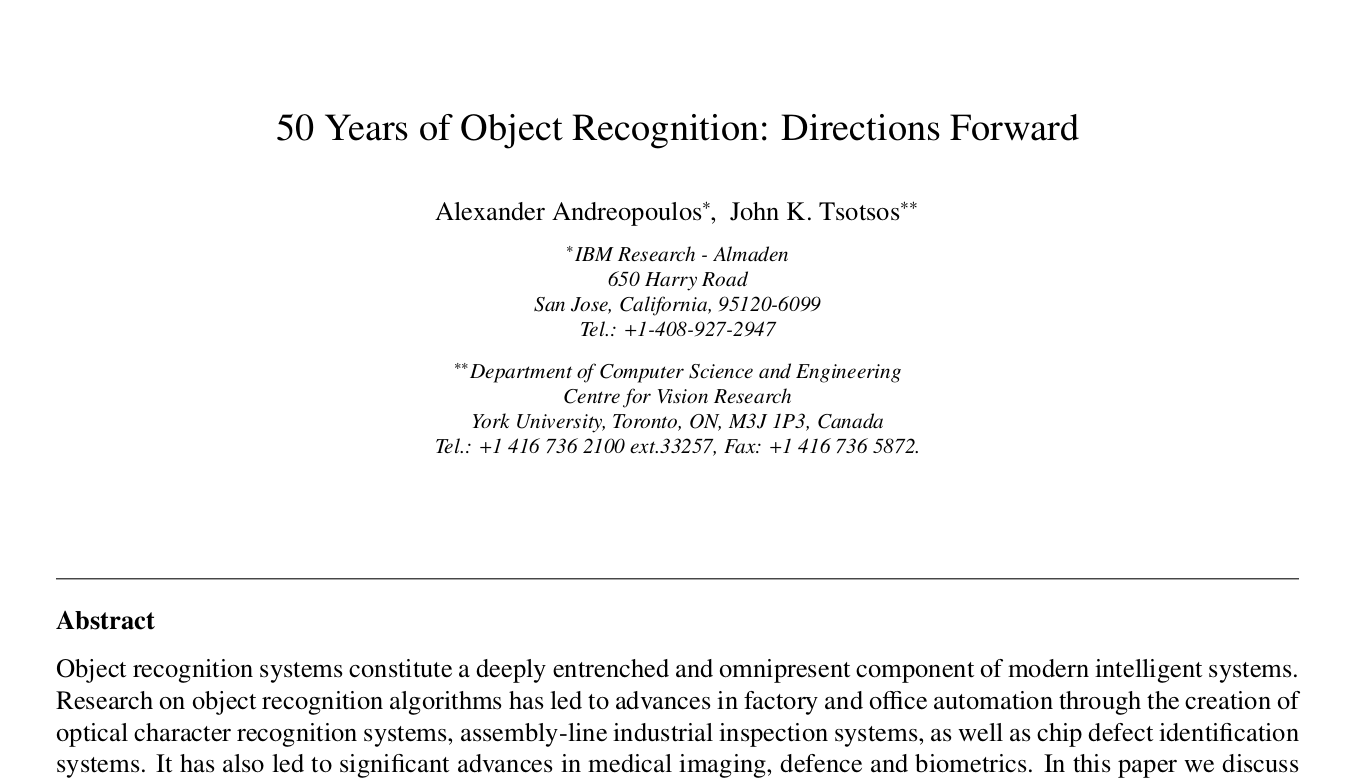 50 Years of Object Recognition: Directions Forward
Alexander Andreopoulos*, John K. Tsotsos**
*IBM Research - Almaden
650 Harry Road
San Jose, California, 95120-6099
Tel.: +1-408-927-2947
**Department of Computer Science and Engineering
Centre for Vision Research
York University, Toronto, ON, M3J 1P3, Canada
Tel.: +1 416 736 2100 ext.33257, Fax: +1 416 736 5872.
Abstract
Object recognition systems constitute a deeply entrenched and omnipresent component of modern intelligent systems.
Research on object recognition algorithms has led to advances in factory and office automation through the creation of
optical character recognition systems, assembly-line industrial inspection systems, as well as chip defect identification
systems. It has also led to significant advances in medical imaging, defence and biometrics. In this paper we discuss